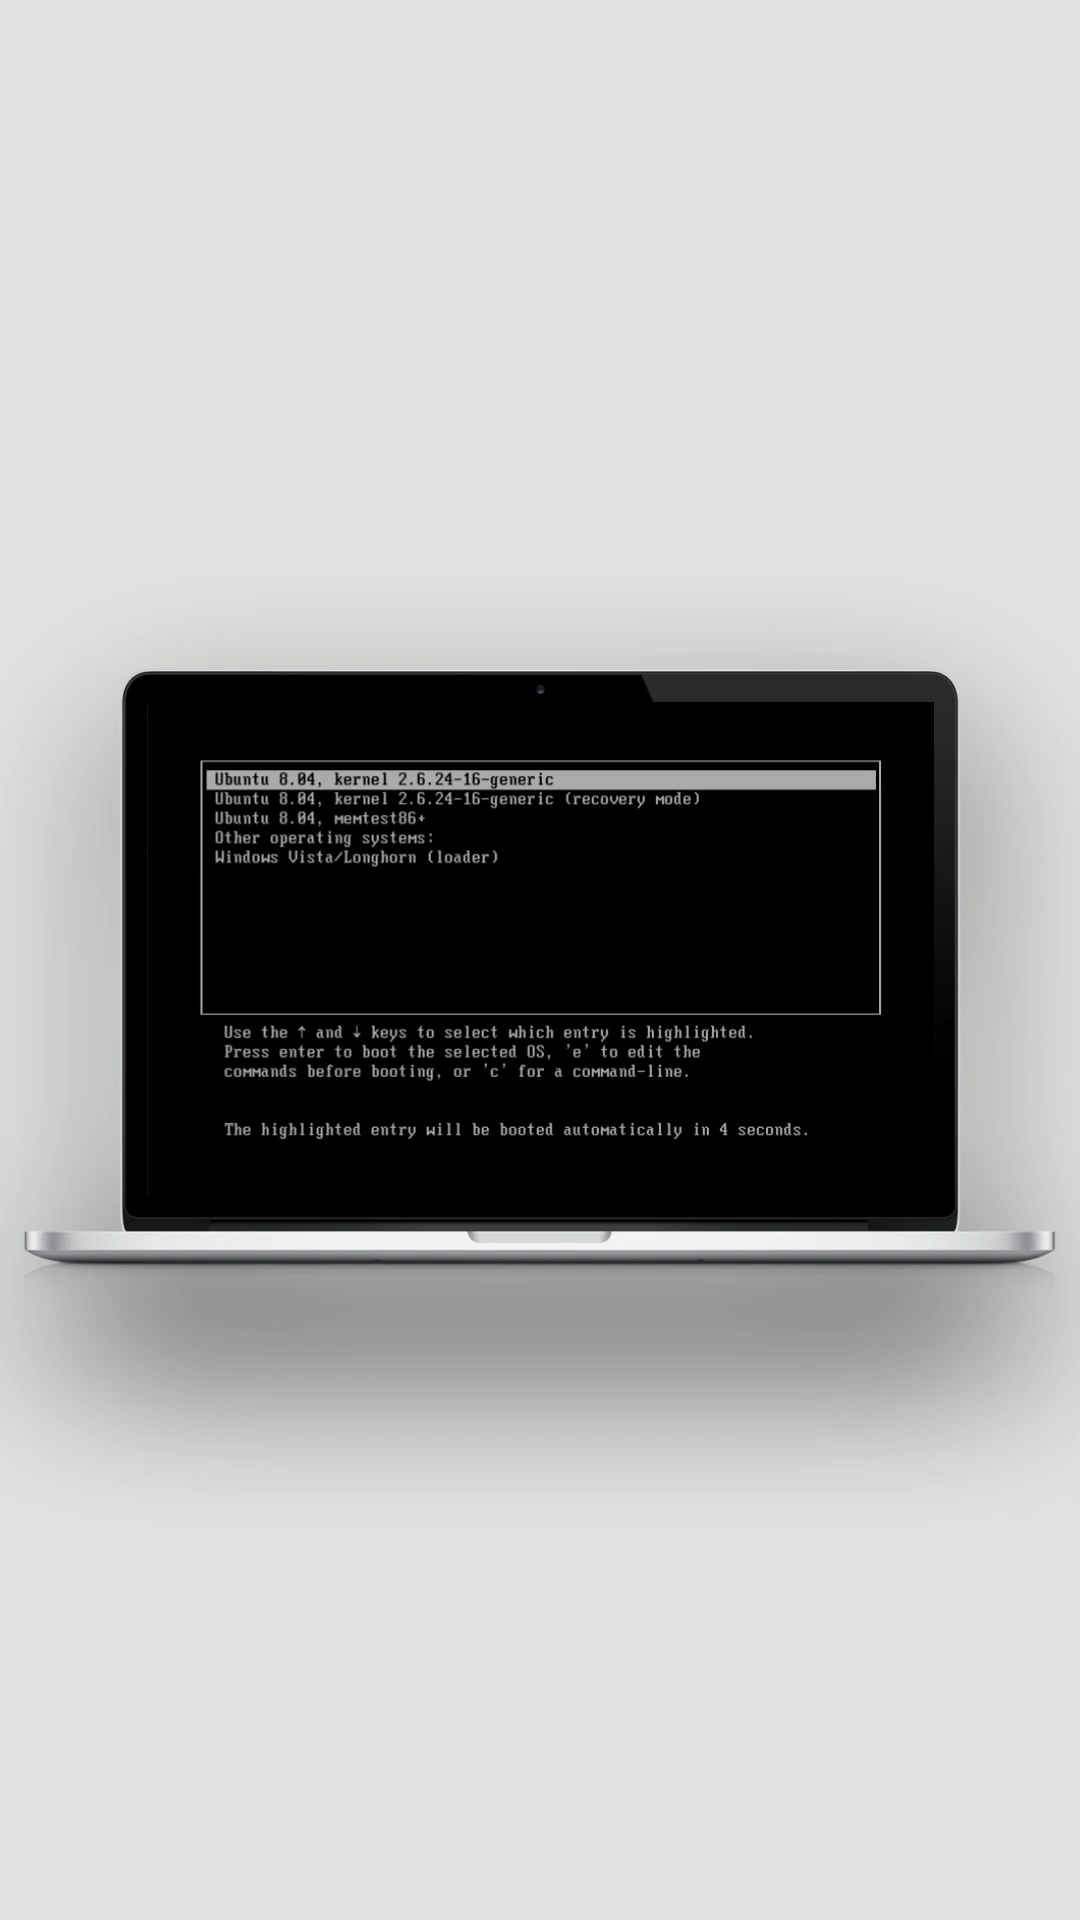 Ubuntu 8.04, kernel 2.6.24-16-generic
Ubuntu 8.04, kernel 2.6.24-16-generic (recovery mode)
Ubuntu 8.04, memtest86+
Other operating systems:
Windows Vista/Longhorn (loader)
Use the ↑ and ↓ keys to select which entry is highlighted.
Press enter to boot the selected OS, 'e' to edit the
commands before booting, or 'c' for a command-line.
The highlighted entry will be booted automatically in 4 seconds.